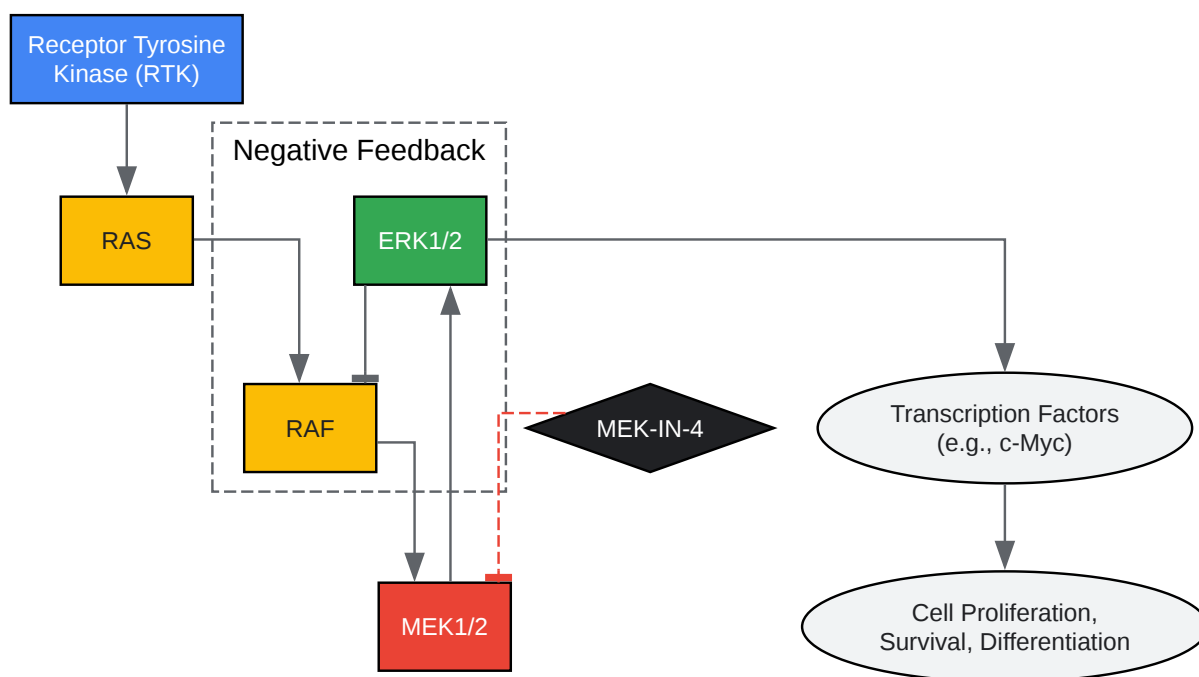 Receptor Tyrosine
Kinase (RTK)
Negative Feedback
RAS
ERK1/2
RAF
MEK-IN-4
Transcription Factors
(e.g., c-Myc)
MEK1/2
Cell Proliferation,
Survival, Differentiation